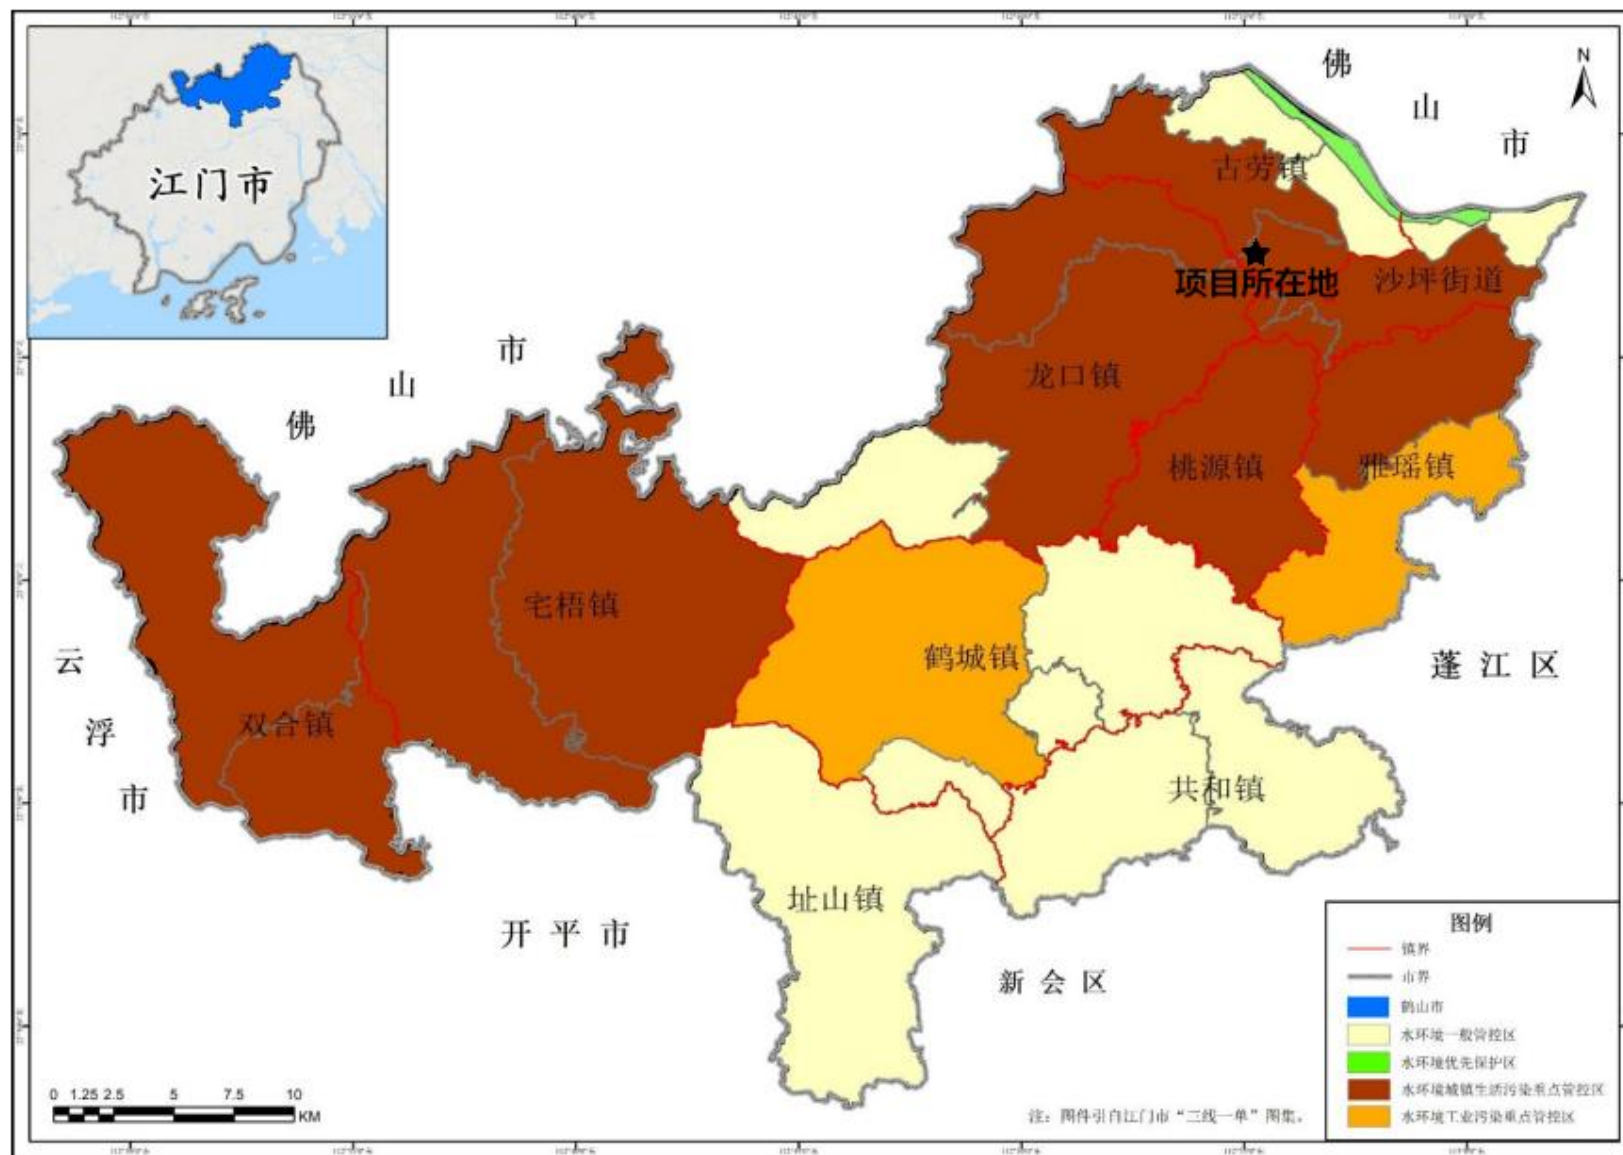 江门市
N
佛
山
市
古劳镇
项目所在地
沙坪街道
市
山
佛
龙口镇
桃源镇
雅瑶镇
宅梧镇
鹤城镇
云
浮
市
蓬江区
双合镇
共和镇
址山镇
开平市
新会区
图例
镇界
市界
鹤山市
水环境一般管控区
水环境优先保护区
水环境城镇生活污染重点管控区
水环境工业污染重点管控区
0 1.25 2.5 5 7.5 10
KM
注：图件引自江门市“三线一单”图集。